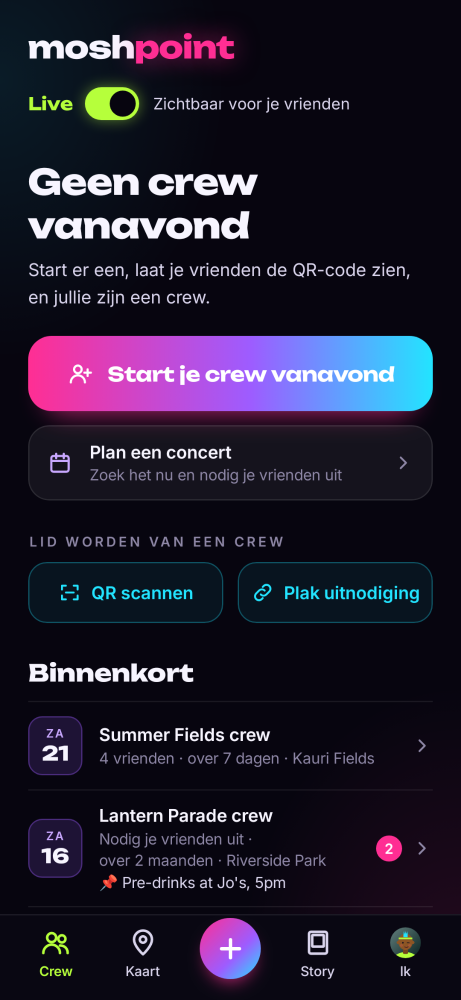 moshpoint
Live Zichtbaar voor je vrienden
Geen crew
vanavond
Start er een, laat je vrienden de QR-code zien,
en jullie zijn een crew.
Start je crew vanavond
Plan een concert
Zoek het nu en nodig je vrienden uit
LID WORDEN VAN EEN CREW
QR scannen
Plak uitnodiging
Binnenkort
ZA
21
Summer Fields crew
4 vrienden · over 7 dagen · Kauri Fields
ZA
16
Lantern Parade crew
Nodig je vrienden uit ·
over 2 maanden · Riverside Park
📌 Pre-drinks at Jo's, 5pm
2
Crew
Kaart
Story
Ik